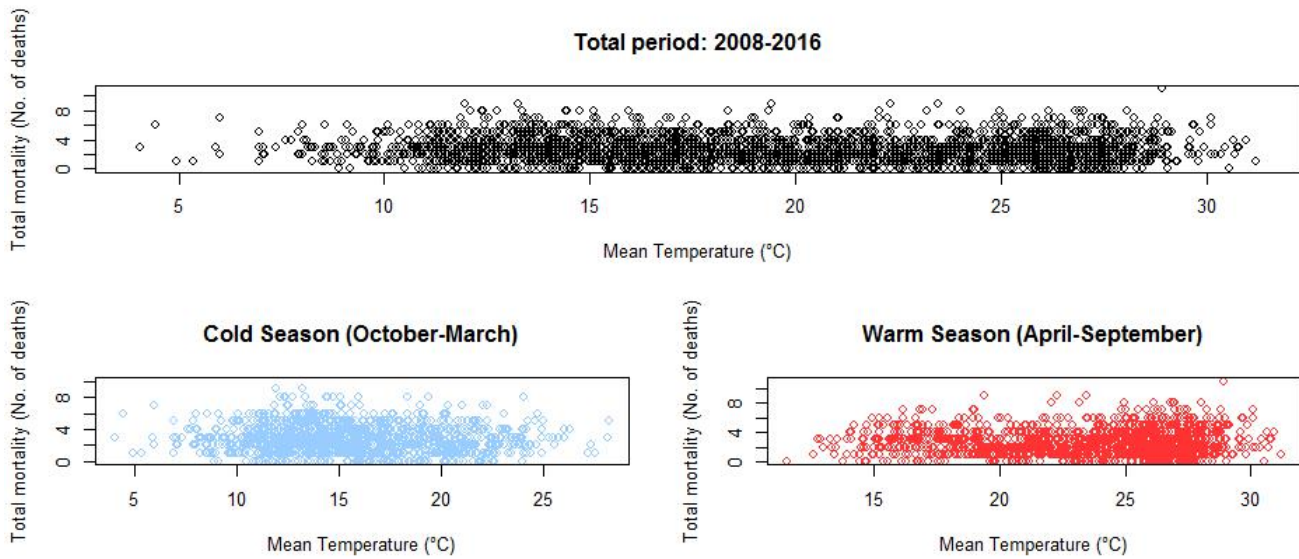 Total period: 2008-2016
Total mortality (No. of deaths)
8
4
0
5 10 15 20 25 30
Mean Temperature (°C)
Cold Season (October-March)
Total mortality (No. of deaths)
8
4
0
5 10 15 20 25
Mean Temperature (°C)
Warm Season (April-September)
Total mortality (No. of deaths)
8
4
0
15 20 25 30
Mean Temperature (°C)